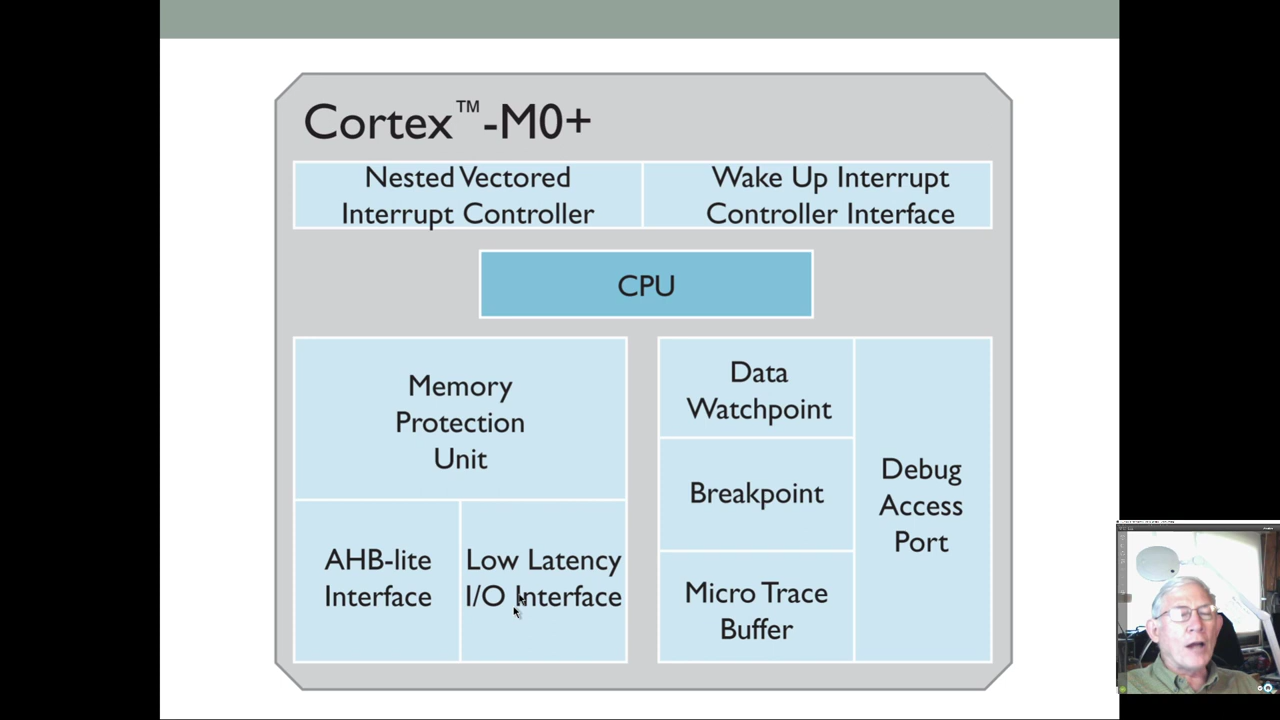 Cortex™-M0+
Nested Vectored
Interrupt Controller
Wake Up Interrupt
Controller Interface
CPU
Memory
Protection
Unit
AHB-lite
Interface
Low Latency
I/O Interface
Data
Watchpoint
Breakpoint
Micro Trace
Buffer
Debug
Access
Port